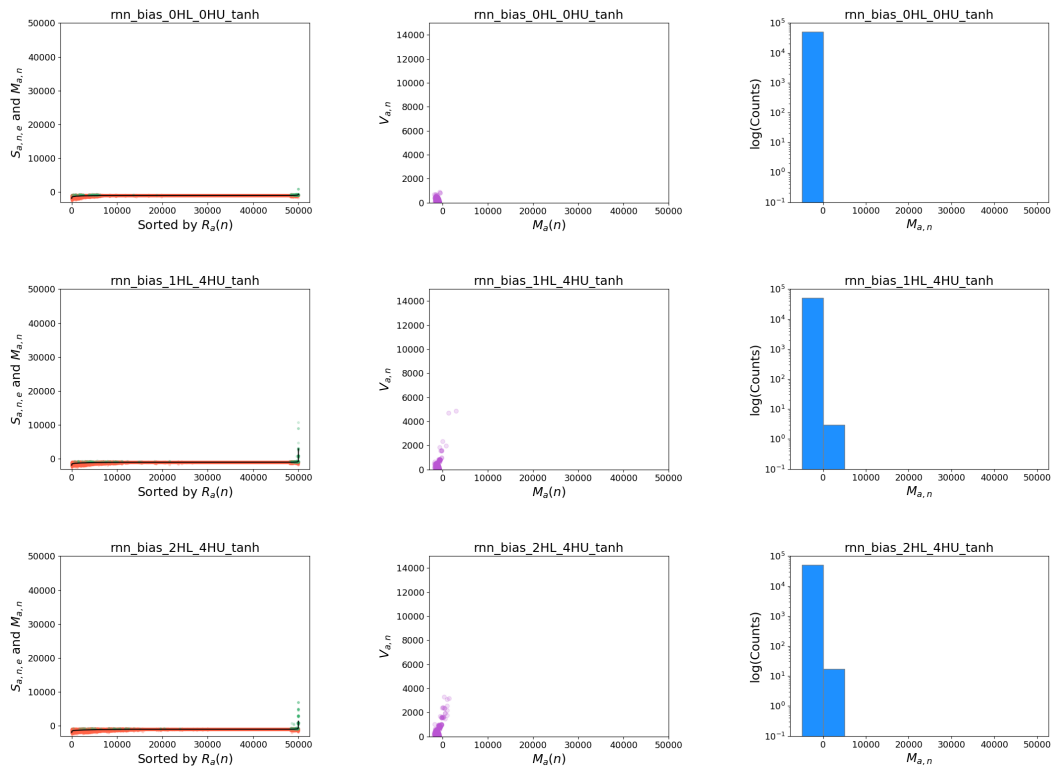 rnn_bias_0HL_0HU_tanh
50000
40000
30000
20000
10000
0
S_{a,n,e} and M_{a,n}
0 10000 20000 30000 40000 50000
Sorted by R_a(n)
rnn_bias_0HL_0HU_tanh
14000
12000
10000
8000
6000
4000
2000
0
V_{a,n}
0 10000 20000 30000 40000 50000
M_a(n)
rnn_bias_0HL_0HU_tanh
10^5
10^4
10^3
10^2
10^1
10^0
10^{-1}
log(Counts)
0 10000 20000 30000 40000 50000
M_{a,n}
rnn_bias_1HL_4HU_tanh
50000
40000
30000
20000
10000
0
S_{a,n,e} and M_{a,n}
0 10000 20000 30000 40000 50000
Sorted by R_a(n)
rnn_bias_1HL_4HU_tanh
14000
12000
10000
8000
6000
4000
2000
0
V_{a,n}
0 10000 20000 30000 40000 50000
M_a(n)
rnn_bias_1HL_4HU_tanh
10^5
10^4
10^3
10^2
10^1
10^0
10^{-1}
log(Counts)
0 10000 20000 30000 40000 50000
M_{a,n}
rnn_bias_2HL_4HU_tanh
50000
40000
30000
20000
10000
0
S_{a,n,e} and M_{a,n}
0 10000 20000 30000 40000 50000
Sorted by R_a(n)
rnn_bias_2HL_4HU_tanh
14000
12000
10000
8000
6000
4000
2000
0
V_{a,n}
0 10000 20000 30000 40000 50000
M_a(n)
rnn_bias_2HL_4HU_tanh
10^5
10^4
10^3
10^2
10^1
10^0
10^{-1}
log(Counts)
0 10000 20000 30000 40000 50000
M_{a,n}